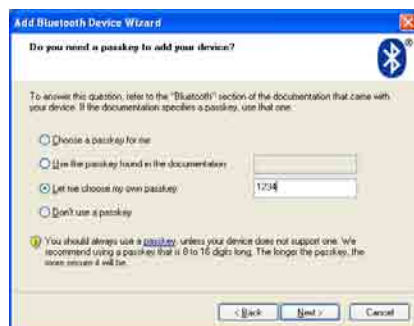 Add Bluetooth Device Wizard
Do you need a passkey to add your device?
®
To answer this question, refer to the "Bluetooth" section of the documentation that came with
your device. If the documentation specifies a passkey, use that one.
Choose a passkey for me
Use the passkey found in the documentation
Let me choose my own passkey
1234
Don't use a passkey
You should always use a passkey, unless your device does not support one. We
recommend using a passkey that is 8 to 16 digits long. The longer the passkey, the
more secure it will be.
< Back
Next >
Cancel